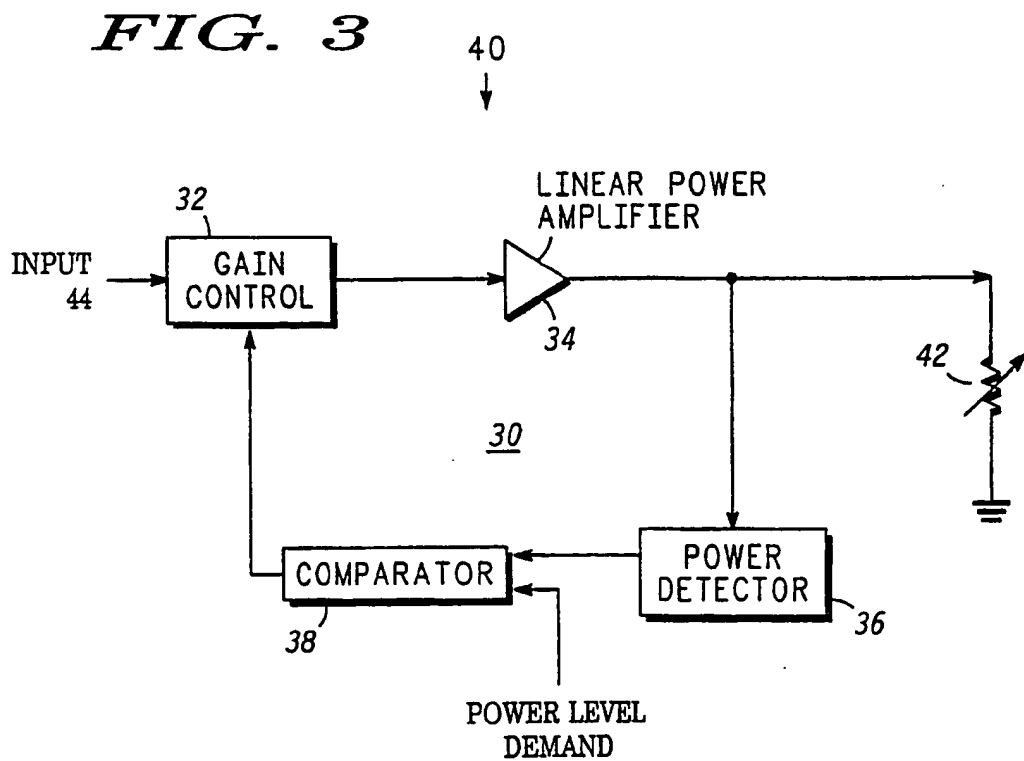 FIG. 3
40
LINEAR POWER
AMPLIFIER
32
INPUT
44
GAIN
CONTROL
34
42
30
POWER
DETECTOR
COMPARATOR
36
38
POWER LEVEL
DEMAND